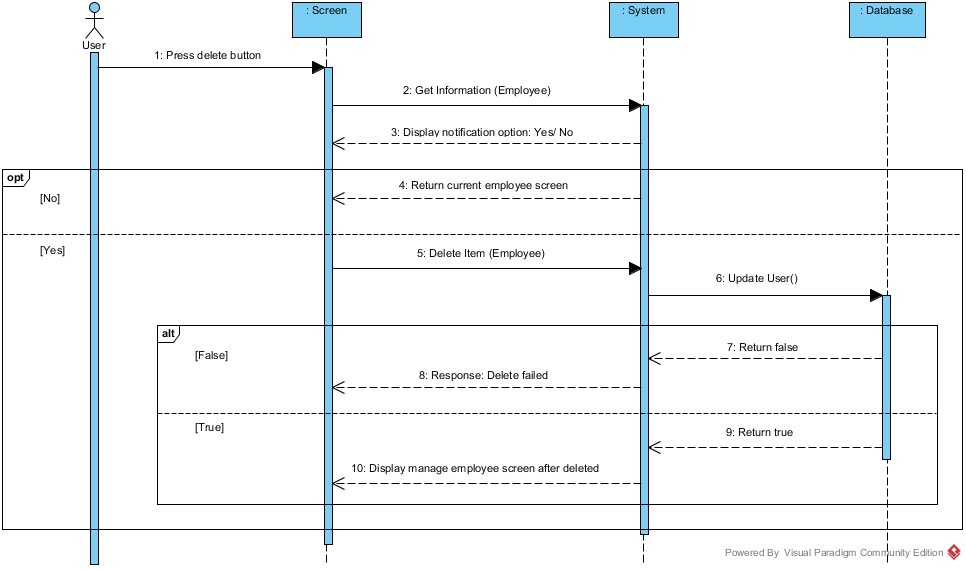 : Screen
: System
: Database
User
1: Press delete button
2: Get Information (Employee)
3: Display notification option: Yes/ No
opt
4: Return current employee screen
[No]
[Yes]
5: Delete Item (Employee)
6: Update User()
alt
[False]
7: Return false
8: Response: Delete failed
[True]
9: Return true
10: Display manage employee screen after deleted
Powered By Visual Paradigm Community Edition